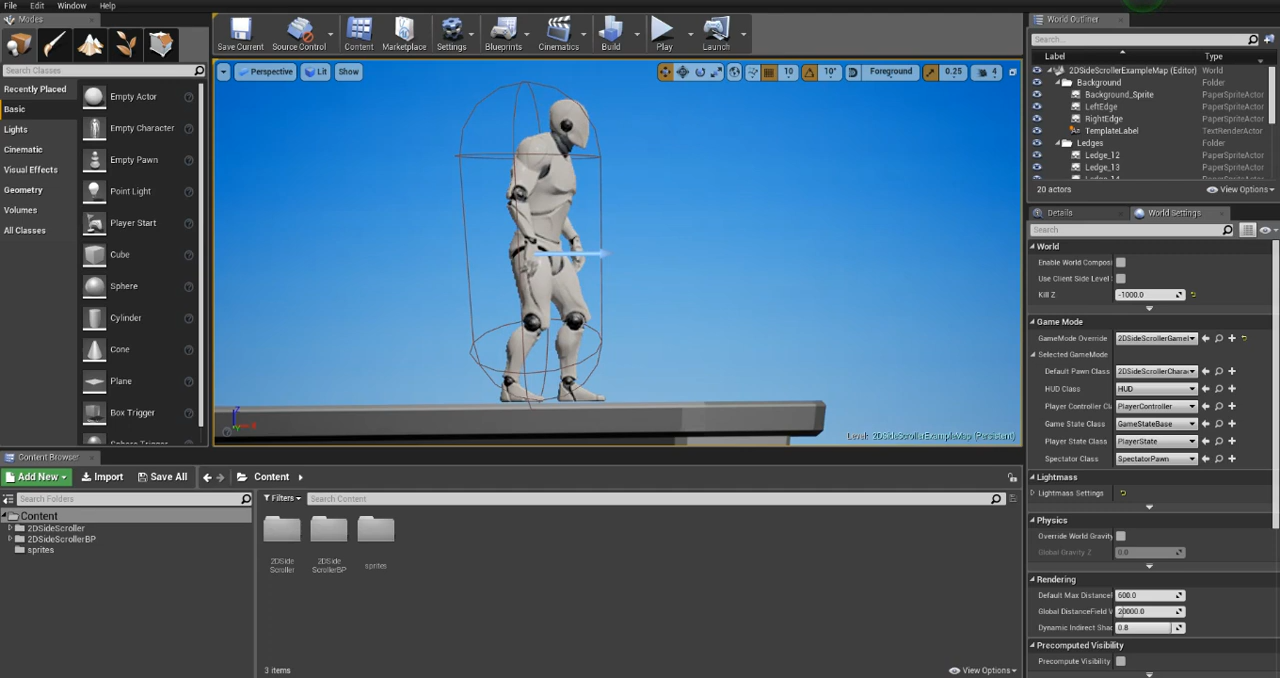 File Edit Window Help
Modes
Search Classes
Recently Placed
Basic
Lights
Cinematic
Visual Effects
Geometry
Volumes
All Classes
Empty Actor
Empty Character
Empty Pawn
Point Light
Player Start
Cube
Sphere
Cylinder
Cone
Plane
Box Trigger
Sphere Trigger
Save Current
Source Control
Content
Marketplace
Settings
Blueprints
Cinematics
Build
Play
Launch
Perspective
Lit
Show
10
10°
Foreground
0.25
4
Level: 2DSideScrollerExampleMap (Persistent)
World Outliner
Search...
Label Type
2DSideScrollerExampleMap (Editor) World
Background Folder
Background_Sprite PaperSpriteActor
LeftEdge PaperSpriteActor
RightEdge PaperSpriteActor
TemplateLabel TextRenderActor
Ledges Folder
Ledge_12 PaperSpriteActor
Ledge_13 PaperSpriteActor
20 actors View Options
Details World Settings
Search
World
Enable World Composi
Use Client Side Level
Kill Z -1000.0
Game Mode
GameMode Override 2DSideScrollerGameI
Selected GameMode
Default Pawn Class 2DSideScrollerChara
HUD Class HUD
Player Controller Cl PlayerController
Game State Class GameStateBase
Player State Class PlayerState
Spectator Class SpectatorPawn
Lightmass
Lightmass Settings
Physics
Override World Gravity
Global Gravity Z 0.0
Rendering
Default Max Distance 600.0
Global DistanceField V 20000.0
Dynamic Indirect Sha 0.8
Precomputed Visibility
Precompute Visibility
Content Browser
Add New Import Save All Content
Search Folders
Content
2DSideScroller
2DSideScrollerBP
sprites
Filters Search Content
2DSide
Scroller
2DSide
ScrollerBP
sprites
3 items View Options